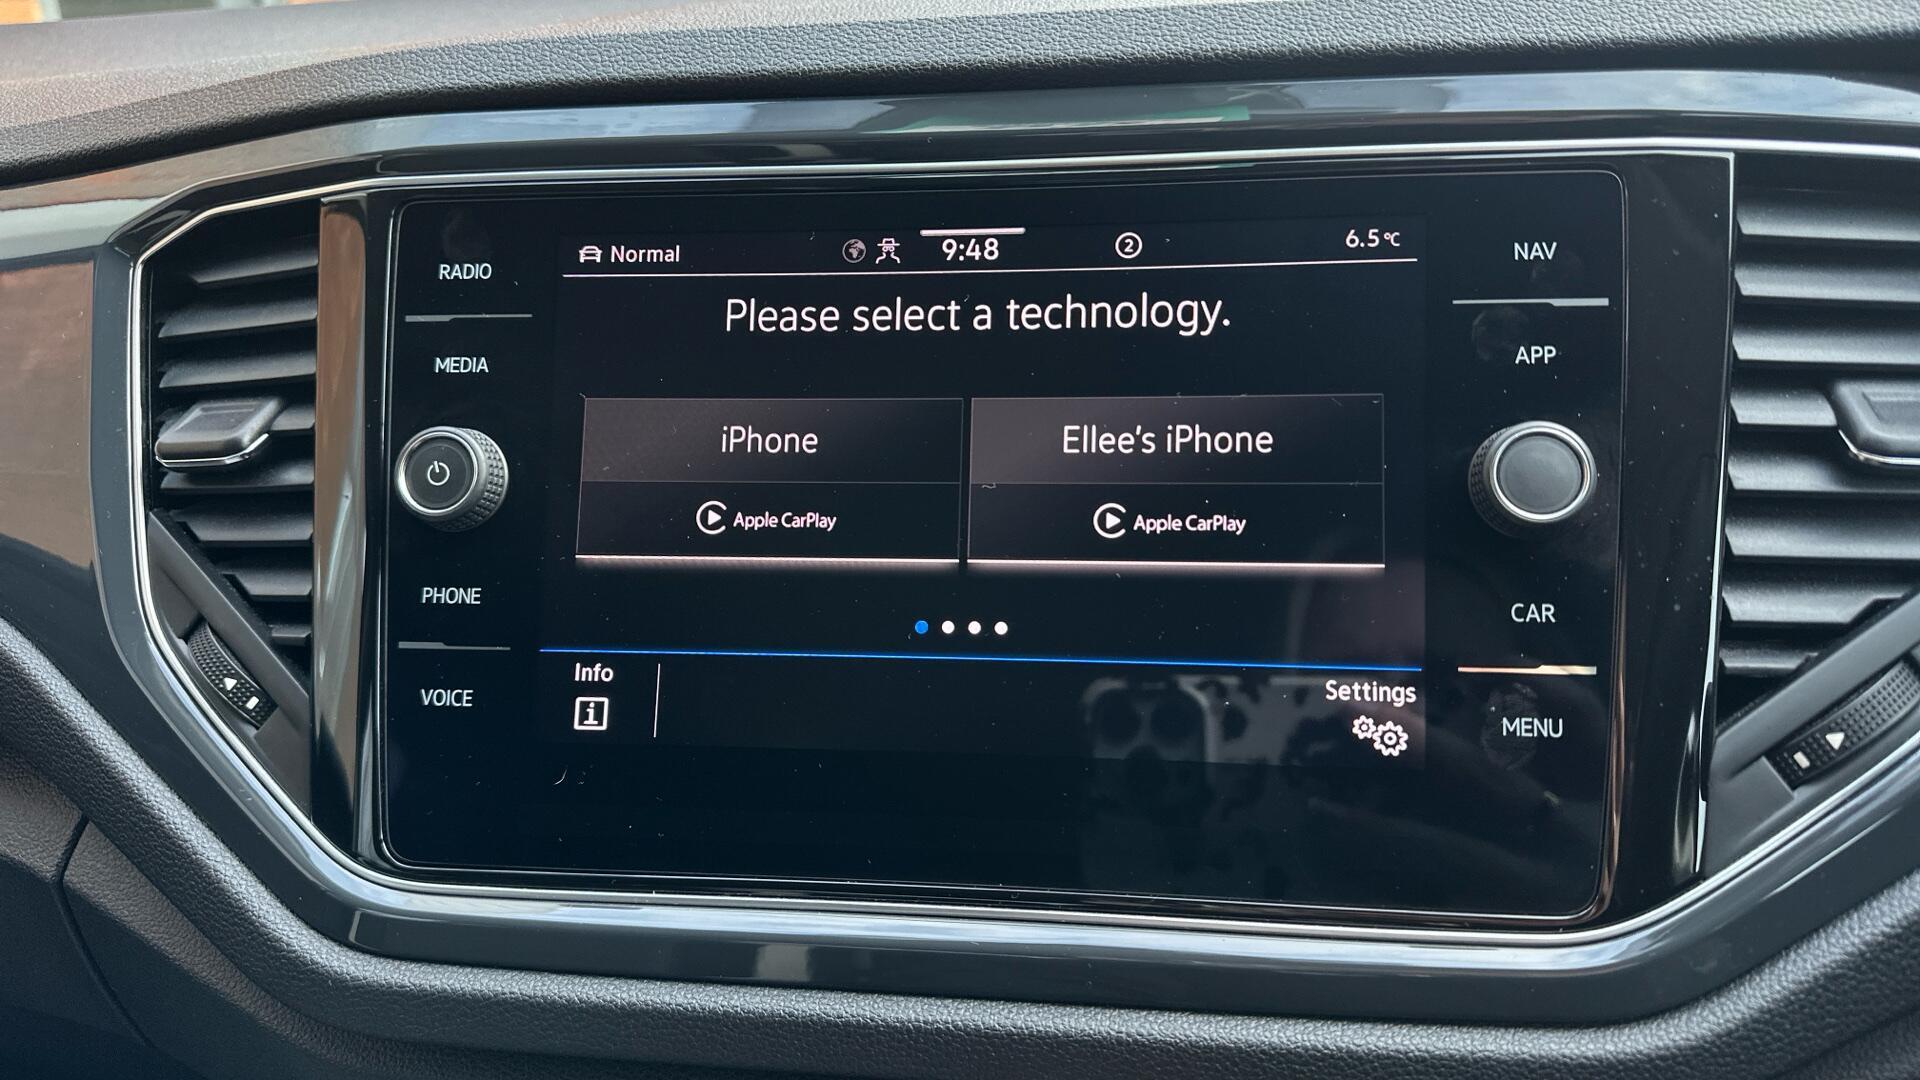 RADIO
MEDIA
PHONE
VOICE
Normal
9:48
2
6.5°C
Please select a technology.
iPhone
Apple CarPlay
Ellee's iPhone
Apple CarPlay
Info
i
Settings
NAV
APP
CAR
MENU